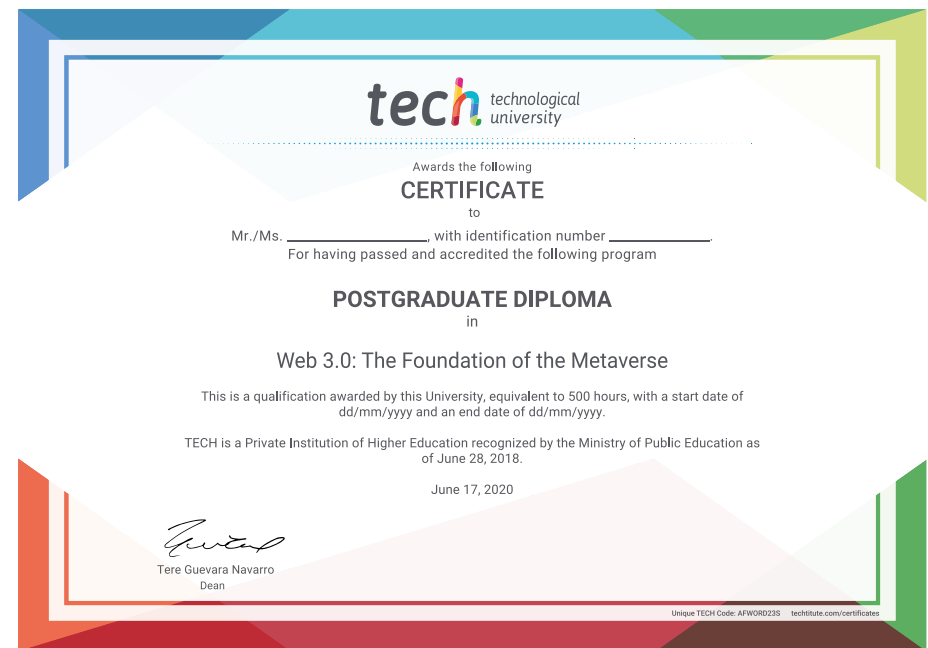 tech technological
university
Awards the following
CERTIFICATE
to
Mr./Ms. ____________, with identification number ____________.
For having passed and accredited the following program
POSTGRADUATE DIPLOMA
in
Web 3.0: The Foundation of the Metaverse
This is a qualification awarded by this University, equivalent to 500 hours, with a start date of
dd/mm/yyyy and an end date of dd/mm/yyyy.
TECH is a Private Institution of Higher Education recognized by the Ministry of Public Education as
of June 28, 2018.
June 17, 2020
Tere Guevara Navarro
Dean
Unique TECH Code: AFWORD23S techtitute.com/certificates